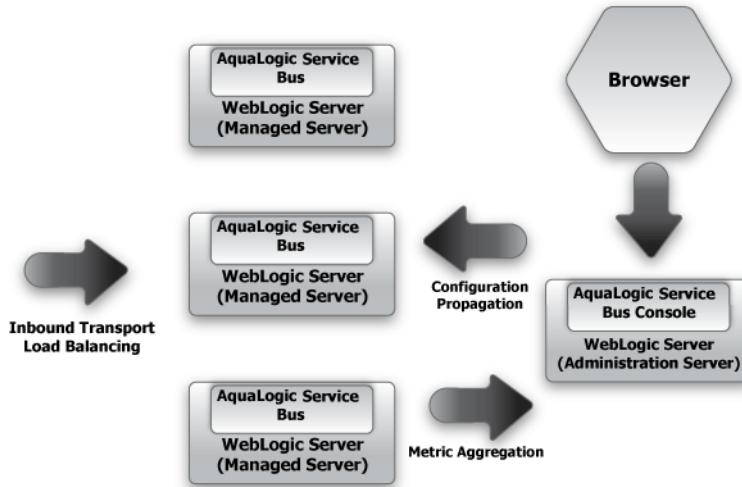 AquaLogic Service
Bus
WebLogic Server
(Managed Server)
Browser
AquaLogic Service
Bus
WebLogic Server
(Managed Server)
Inbound Transport
Load Balancing
Configuration
Propagation
AquaLogic Service
Bus Console
WebLogic Server
(Administration Server)
AquaLogic Service
Bus
WebLogic Server
(Managed Server)
Metric Aggregation